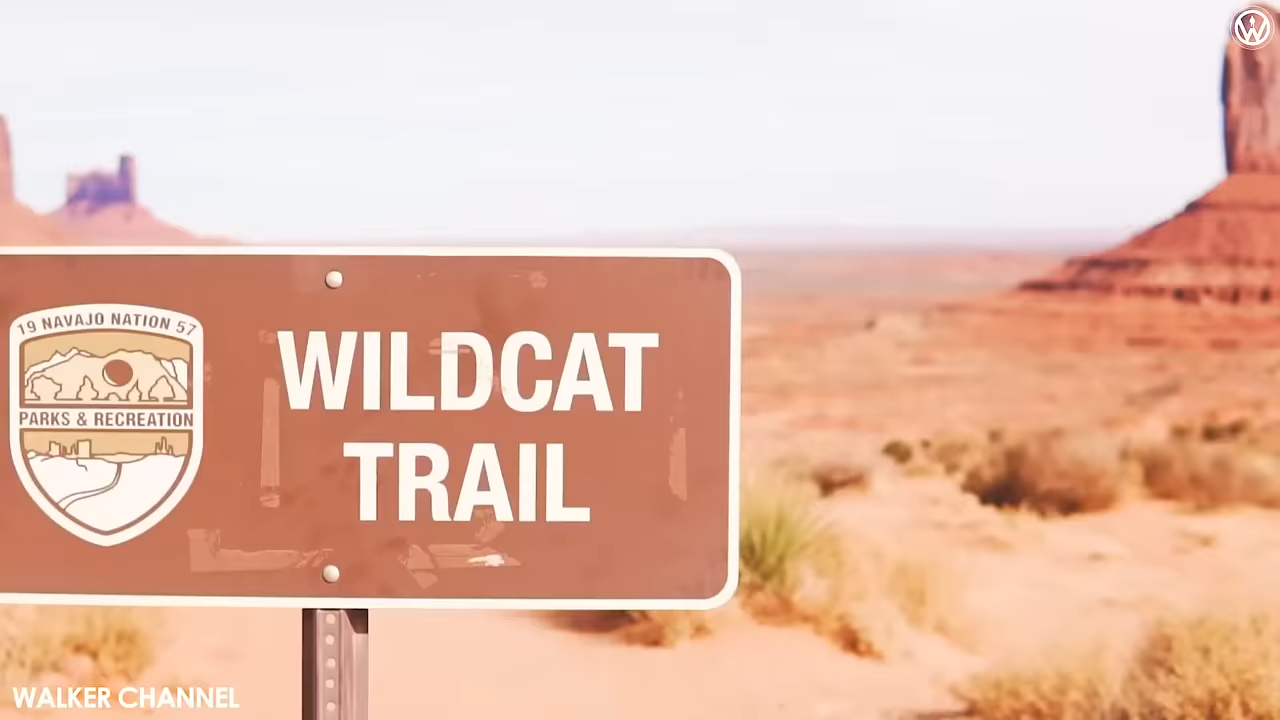 19 NAVAJO NATION 57
PARKS & RECREATION
WILDCAT
TRAIL
WALKER CHANNEL